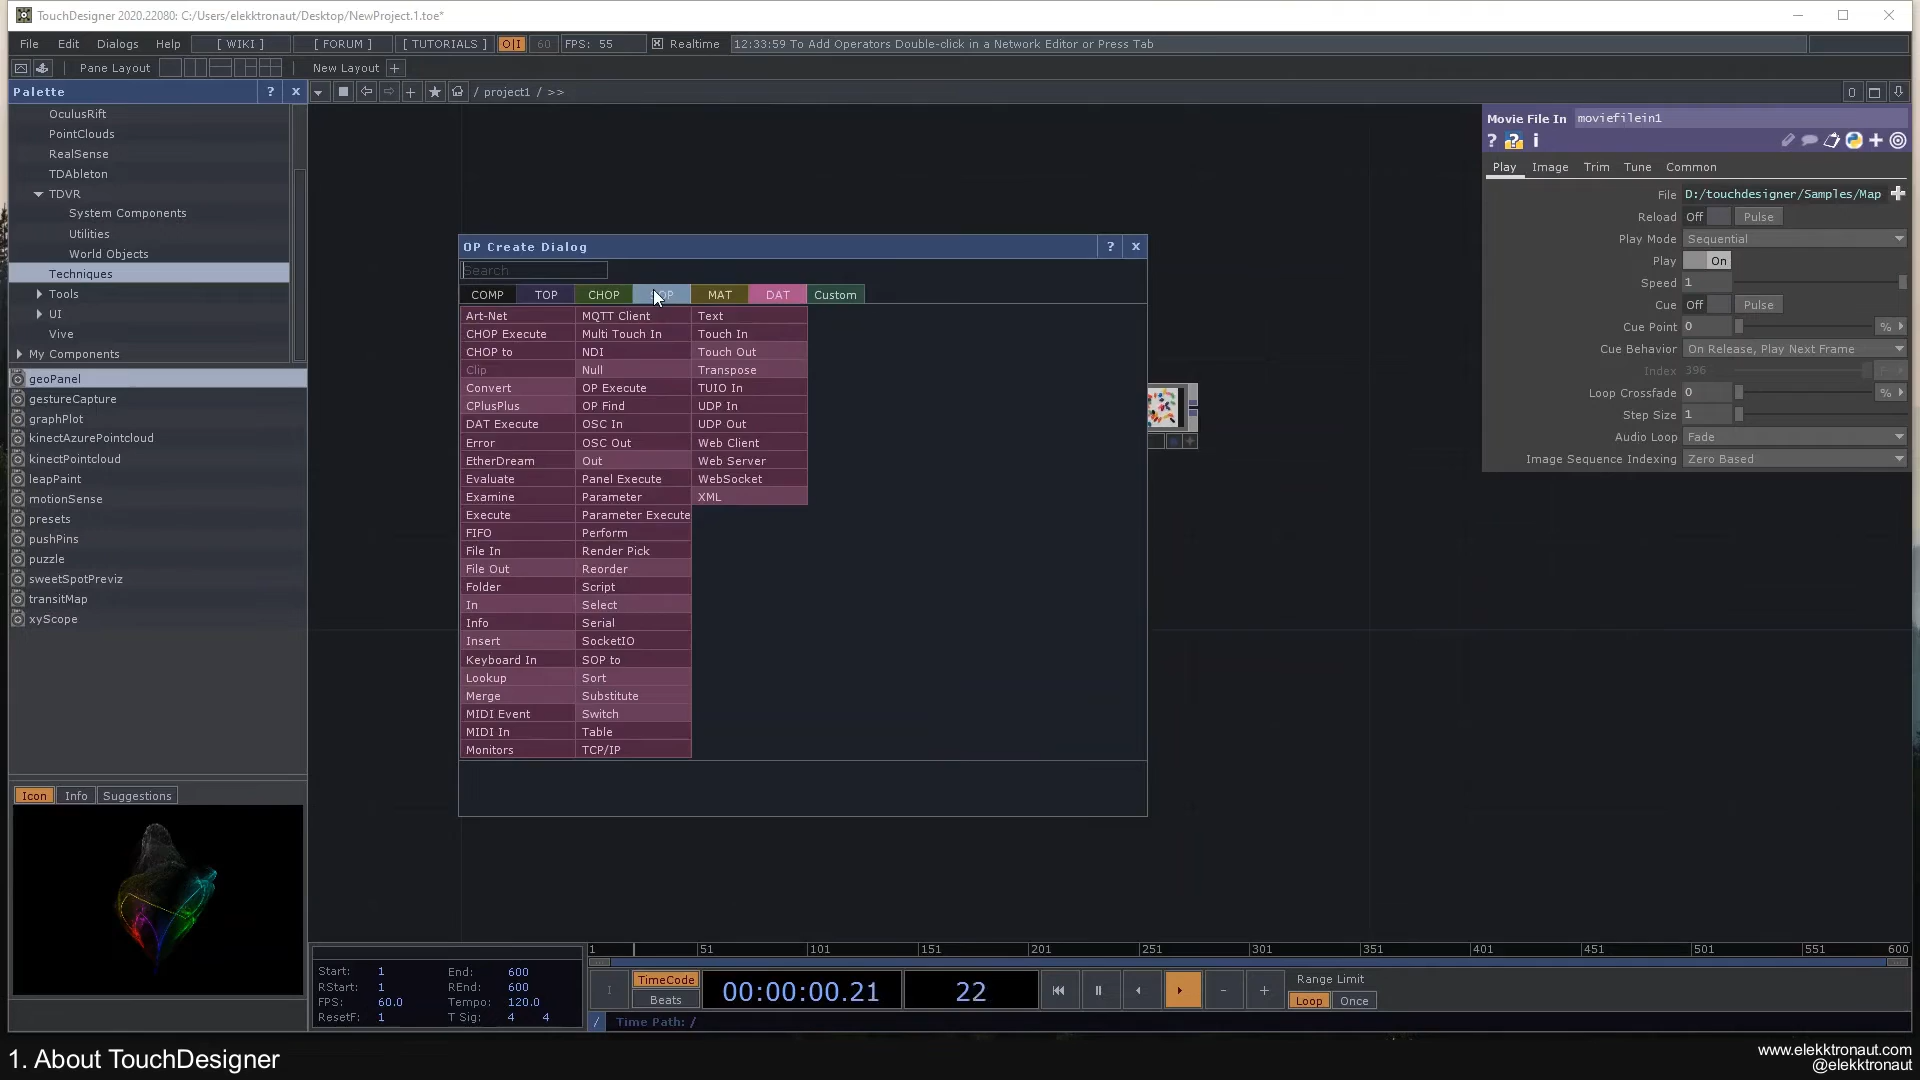 TouchDesigner 2020.22080: C:/Users/elekktronaut/Desktop/NewProject.1.toe*
File Edit Dialogs Help [ WIKI ] [ FORUM ] [ TUTORIALS ] O|I 60 FPS: 55 Realtime 12:33:59 To Add Operators Double-click in a Network Editor or Press Tab
Pane Layout New Layout +
Palette ? x / project1 / >> 0
OculusRift
PointClouds
RealSense
TDAbleton
TDVR
System Components
Utilities
World Objects
Techniques
Tools
UI
Vive
My Components
geoPanel
gestureCapture
graphPlot
kinectAzurePointcloud
kinectPointcloud
leapPaint
motionSense
presets
pushPins
puzzle
sweetSpotPreviz
transitMap
xyScope
Icon Info Suggestions
OP Create Dialog ? x
Search
COMP TOP CHOP SOP MAT DAT Custom
Art-Net MQTT Client Text
CHOP Execute Multi Touch In Touch In
CHOP to NDI Touch Out
Clip Null Transpose
Convert OP Execute TUIO In
CPlusPlus OP Find UDP In
DAT Execute OSC In UDP Out
Error OSC Out Web Client
EtherDream Out Web Server
Evaluate Panel Execute WebSocket
Examine Parameter XML
Execute Parameter Execute
FIFO Perform
File In Render Pick
File Out Reorder
Folder Script
In Select
Info Serial
Insert SocketIO
Keyboard In SOP to
Lookup Sort
Merge Substitute
MIDI Event Switch
MIDI In Table
Monitors TCP/IP
Movie File In moviefilein1
? ? i
Play Image Trim Tune Common
File D:/touchdesigner/Samples/Map
Reload Off Pulse
Play Mode Sequential
Play On
Speed 1
Cue Off Pulse
Cue Point 0 %
Cue Behavior On Release, Play Next Frame
Index 396 F
Loop Crossfade 0 %
Step Size 1
Audio Loop Fade
Image Sequence Indexing Zero Based
1 51 101 151 201 251 301 351 401 451 501 551 600
Start: 1 End: 600
RStart: 1 REnd: 600
FPS: 60.0 Tempo: 120.0
ResetF: 1 T Sig: 4 4
TimeCode
Beats
00:00:00.21 22
- +
Range Limit
Loop Once
/ Time Path: /
1. About TouchDesigner
www.elekktronaut.com
@elekktronaut